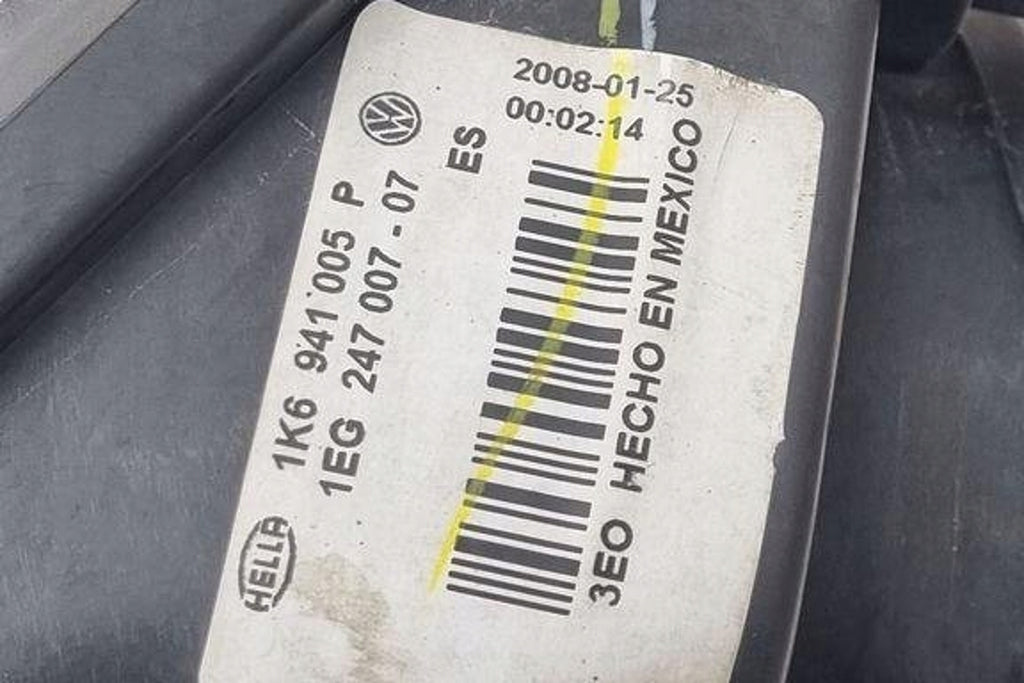 2008-01-25
00:02:14
ES
1K6 941 005 P
1EG 247 007 - 07
HELLA
3EO HECHO EN MEXICO